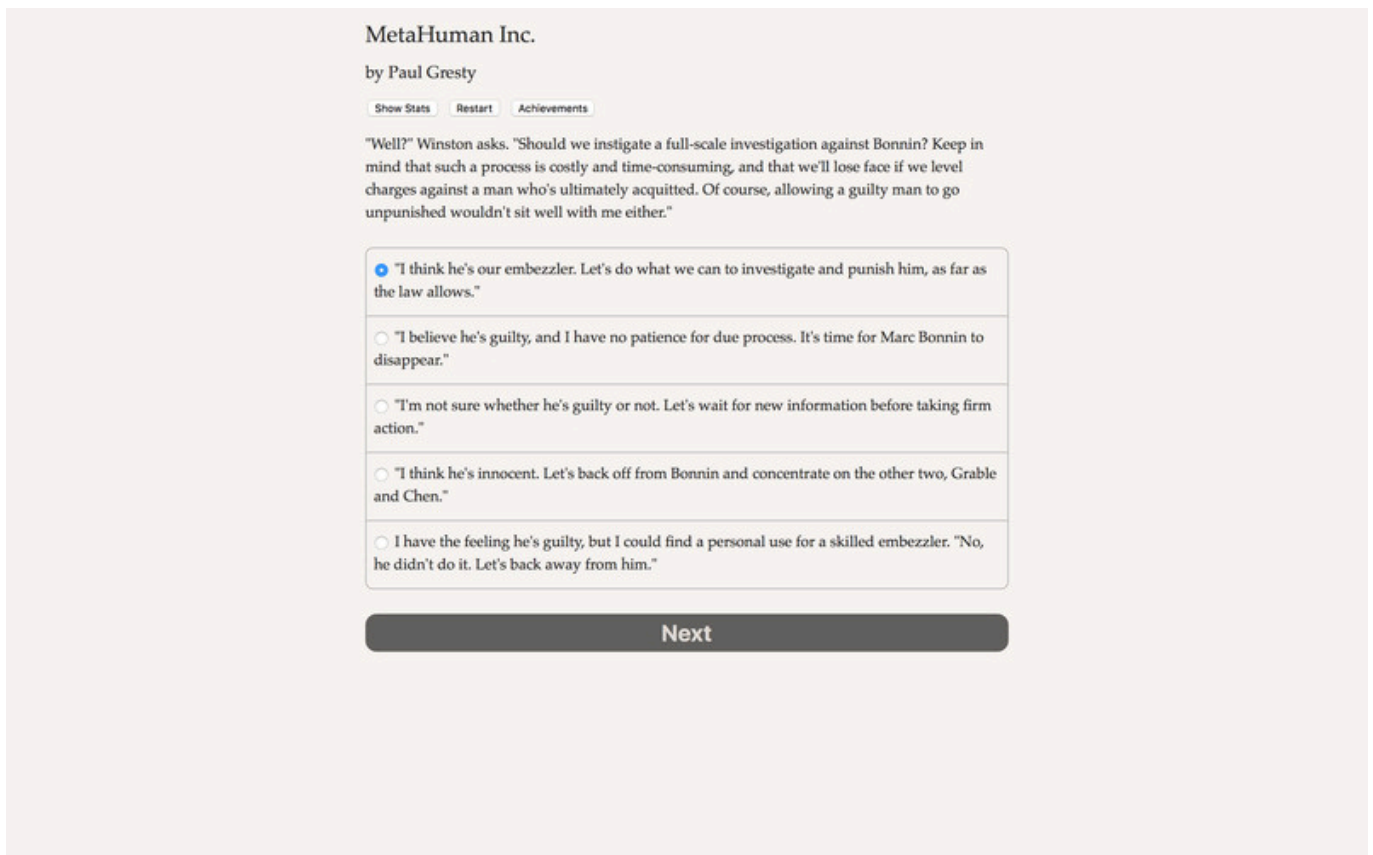 MetaHuman Inc.
by Paul Gresty
Show Stats Restart Achievements
"Well?" Winston asks. "Should we instigate a full-scale investigation against Bonnin? Keep in
mind that such a process is costly and time-consuming, and that we'll lose face if we level
charges against a man who's ultimately acquitted. Of course, allowing a guilty man to go
unpunished wouldn't sit well with me either."
"I think he's our embezzler. Let's do what we can to investigate and punish him, as far as
the law allows."
"I believe he's guilty, and I have no patience for due process. It's time for Marc Bonnin to
disappear."
"I'm not sure whether he's guilty or not. Let's wait for new information before taking firm
action."
"I think he's innocent. Let's back off from Bonnin and concentrate on the other two, Grable
and Chen."
I have the feeling he's guilty, but I could find a personal use for a skilled embezzler. "No,
he didn't do it. Let's back away from him."
Next